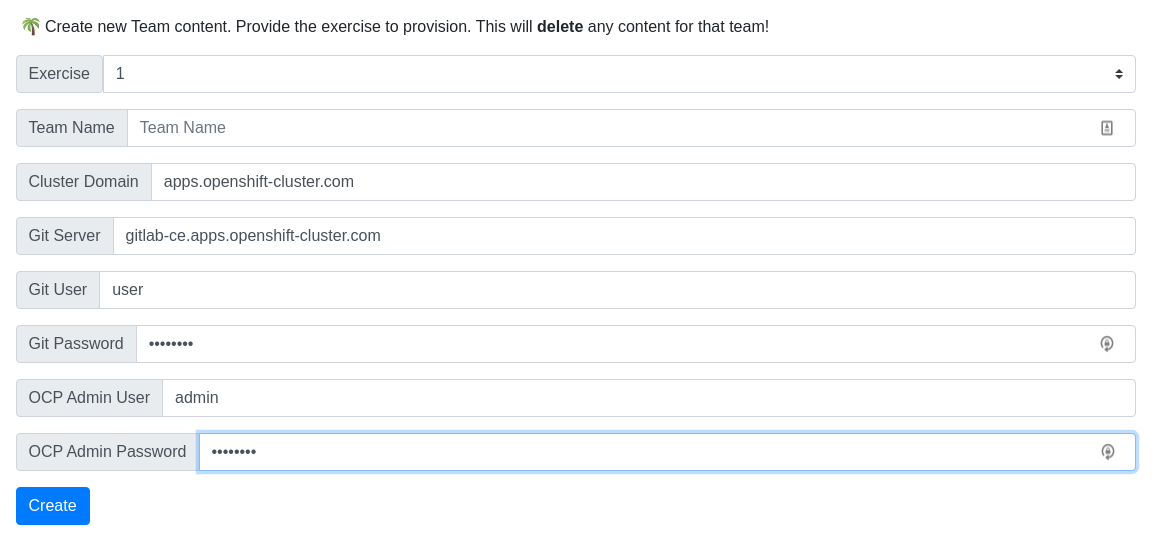 🌴 Create new Team content. Provide the exercise to provision. This will delete any content for that team!
Exercise 1
Team Name Team Name
Cluster Domain apps.openshift-cluster.com
Git Server gitlab-ce.apps.openshift-cluster.com
Git User user
Git Password ••••••••
OCP Admin User admin
OCP Admin Password ••••••••
Create